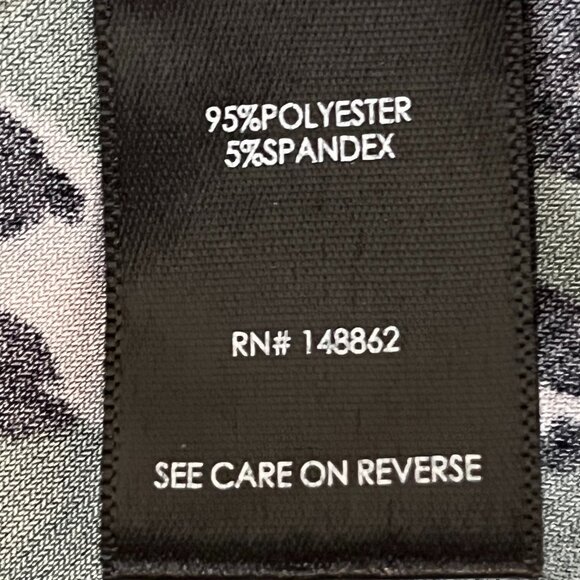 95%POLYESTER
5%SPANDEX
RN# 148862
SEE CARE ON REVERSE